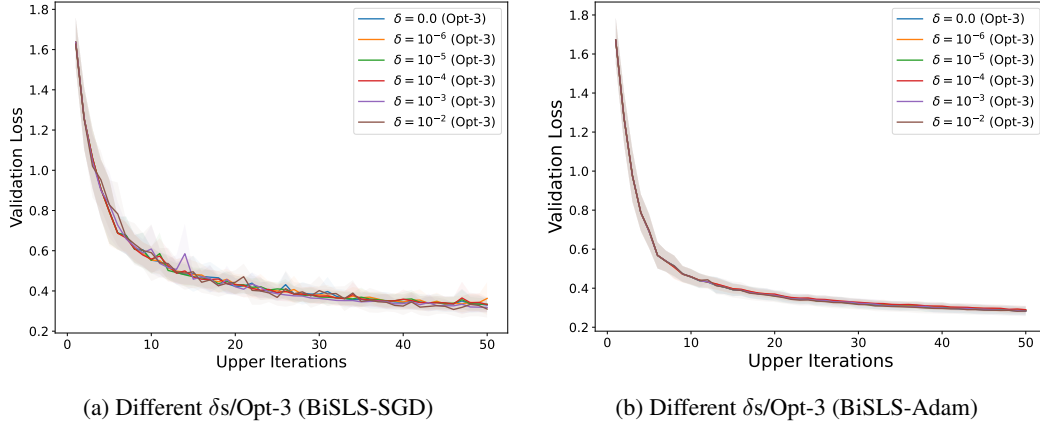 1.8
1.6
1.4
1.2
1.0
0.8
0.6
0.4
0.2
Validation Loss
0 10 20 30 40 50
Upper Iterations
δ = 0.0 (Opt-3)
δ = 10⁻⁶ (Opt-3)
δ = 10⁻⁵ (Opt-3)
δ = 10⁻⁴ (Opt-3)
δ = 10⁻³ (Opt-3)
δ = 10⁻² (Opt-3)
(a) Different δs/Opt-3 (BiSLS-SGD)
1.8
1.6
1.4
1.2
1.0
0.8
0.6
0.4
0.2
Validation Loss
0 10 20 30 40 50
Upper Iterations
δ = 0.0 (Opt-3)
δ = 10⁻⁶ (Opt-3)
δ = 10⁻⁵ (Opt-3)
δ = 10⁻⁴ (Opt-3)
δ = 10⁻³ (Opt-3)
δ = 10⁻² (Opt-3)
(b) Different δs/Opt-3 (BiSLS-Adam)